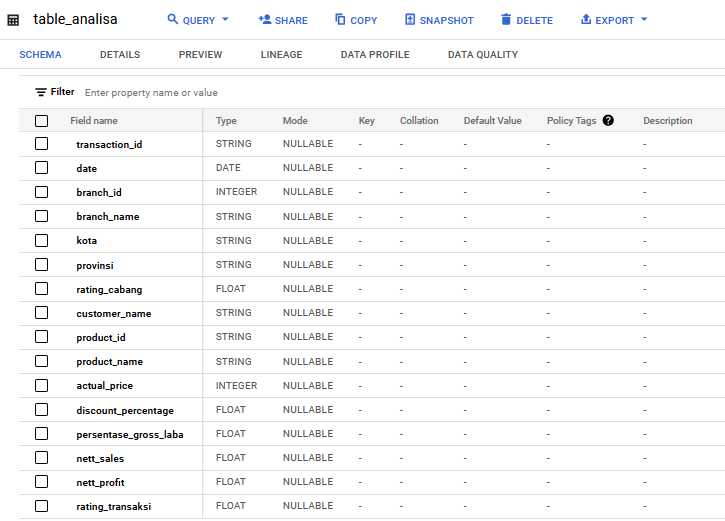 table_analisa QUERY SHARE COPY SNAPSHOT DELETE EXPORT
SCHEMA DETAILS PREVIEW LINEAGE DATA PROFILE DATA QUALITY
Filter Enter property name or value
Field name Type Mode Key Collation Default Value Policy Tags ? Description
transaction_id STRING NULLABLE - - - - -
date DATE NULLABLE - - - - -
branch_id INTEGER NULLABLE - - - - -
branch_name STRING NULLABLE - - - - -
kota STRING NULLABLE - - - - -
provinsi STRING NULLABLE - - - - -
rating_cabang FLOAT NULLABLE - - - - -
customer_name STRING NULLABLE - - - - -
product_id STRING NULLABLE - - - - -
product_name STRING NULLABLE - - - - -
actual_price INTEGER NULLABLE - - - - -
discount_percentage FLOAT NULLABLE - - - - -
persentase_gross_laba FLOAT NULLABLE - - - - -
nett_sales FLOAT NULLABLE - - - - -
nett_profit FLOAT NULLABLE - - - - -
rating_transaksi FLOAT NULLABLE - - - - -